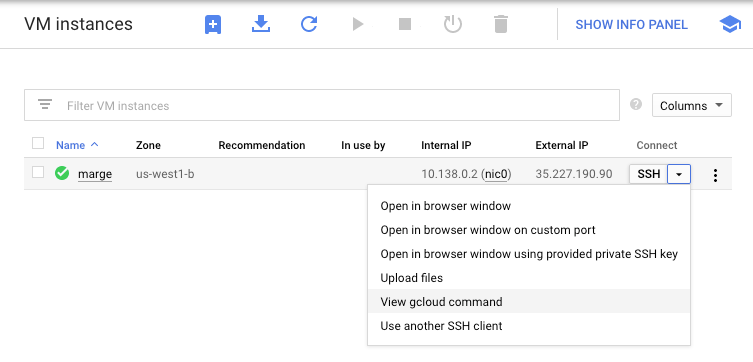 VM instances SHOW INFO PANEL
Filter VM instances Columns
Name Zone Recommendation In use by Internal IP External IP Connect
marge us-west1-b 10.138.0.2 (nic0) 35.227.190.90 SSH
Open in browser window
Open in browser window on custom port
Open in browser window using provided private SSH key
Upload files
View gcloud command
Use another SSH client